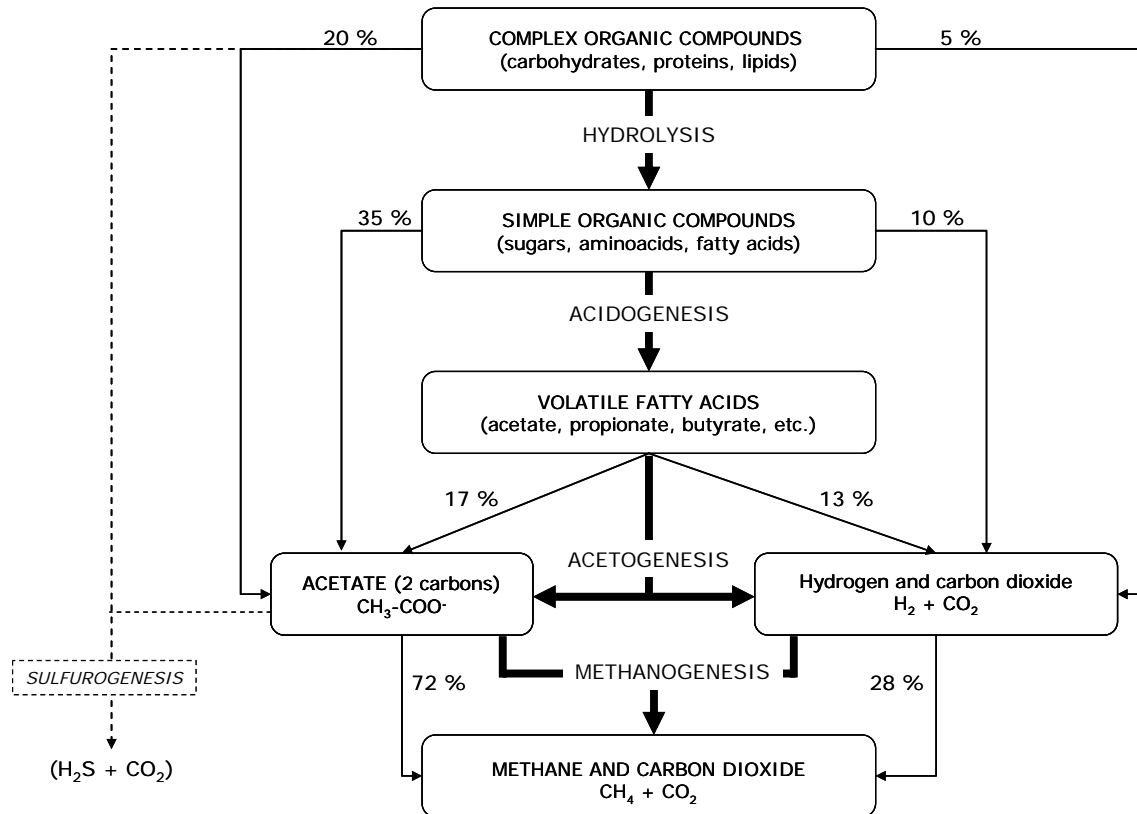 20 %
COMPLEX ORGANIC COMPOUNDS
(carbohydrates, proteins, lipids)
5 %
HYDROLYSIS
35 %
SIMPLE ORGANIC COMPOUNDS
(sugars, aminoacids, fatty acids)
10 %
ACIDOGENESIS
VOLATILE FATTY ACIDS
(acetate, propionate, butyrate, etc.)
17 %
13 %
ACETOGENESIS
ACETATE (2 carbons)
CH₃-COO⁻
Hydrogen and carbon dioxide
H₂ + CO₂
SULFUROGENESIS
72 %
METHANOGENESIS
28 %
(H₂S + CO₂)
METHANE AND CARBON DIOXIDE
CH₄ + CO₂